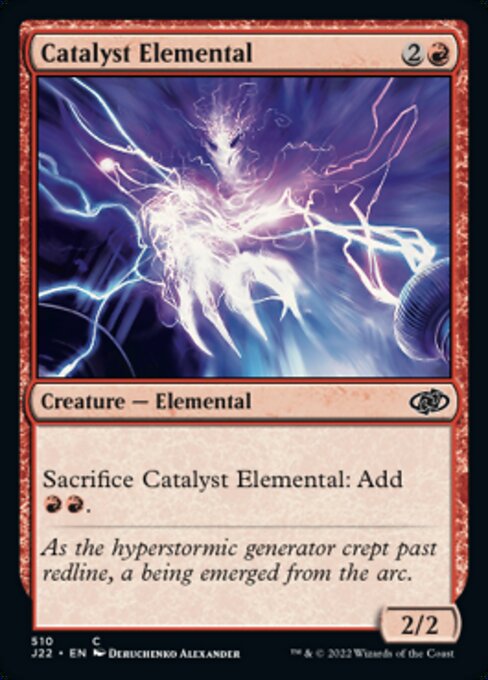 Catalyst Elemental 2
Creature — Elemental
Sacrifice Catalyst Elemental: Add
.
As the hyperstormic generator crept past
redline, a being emerged from the arc.
2/2
510 C
J22 • EN Deruchenko Alexander
™ & © 2022 Wizards of the Coast